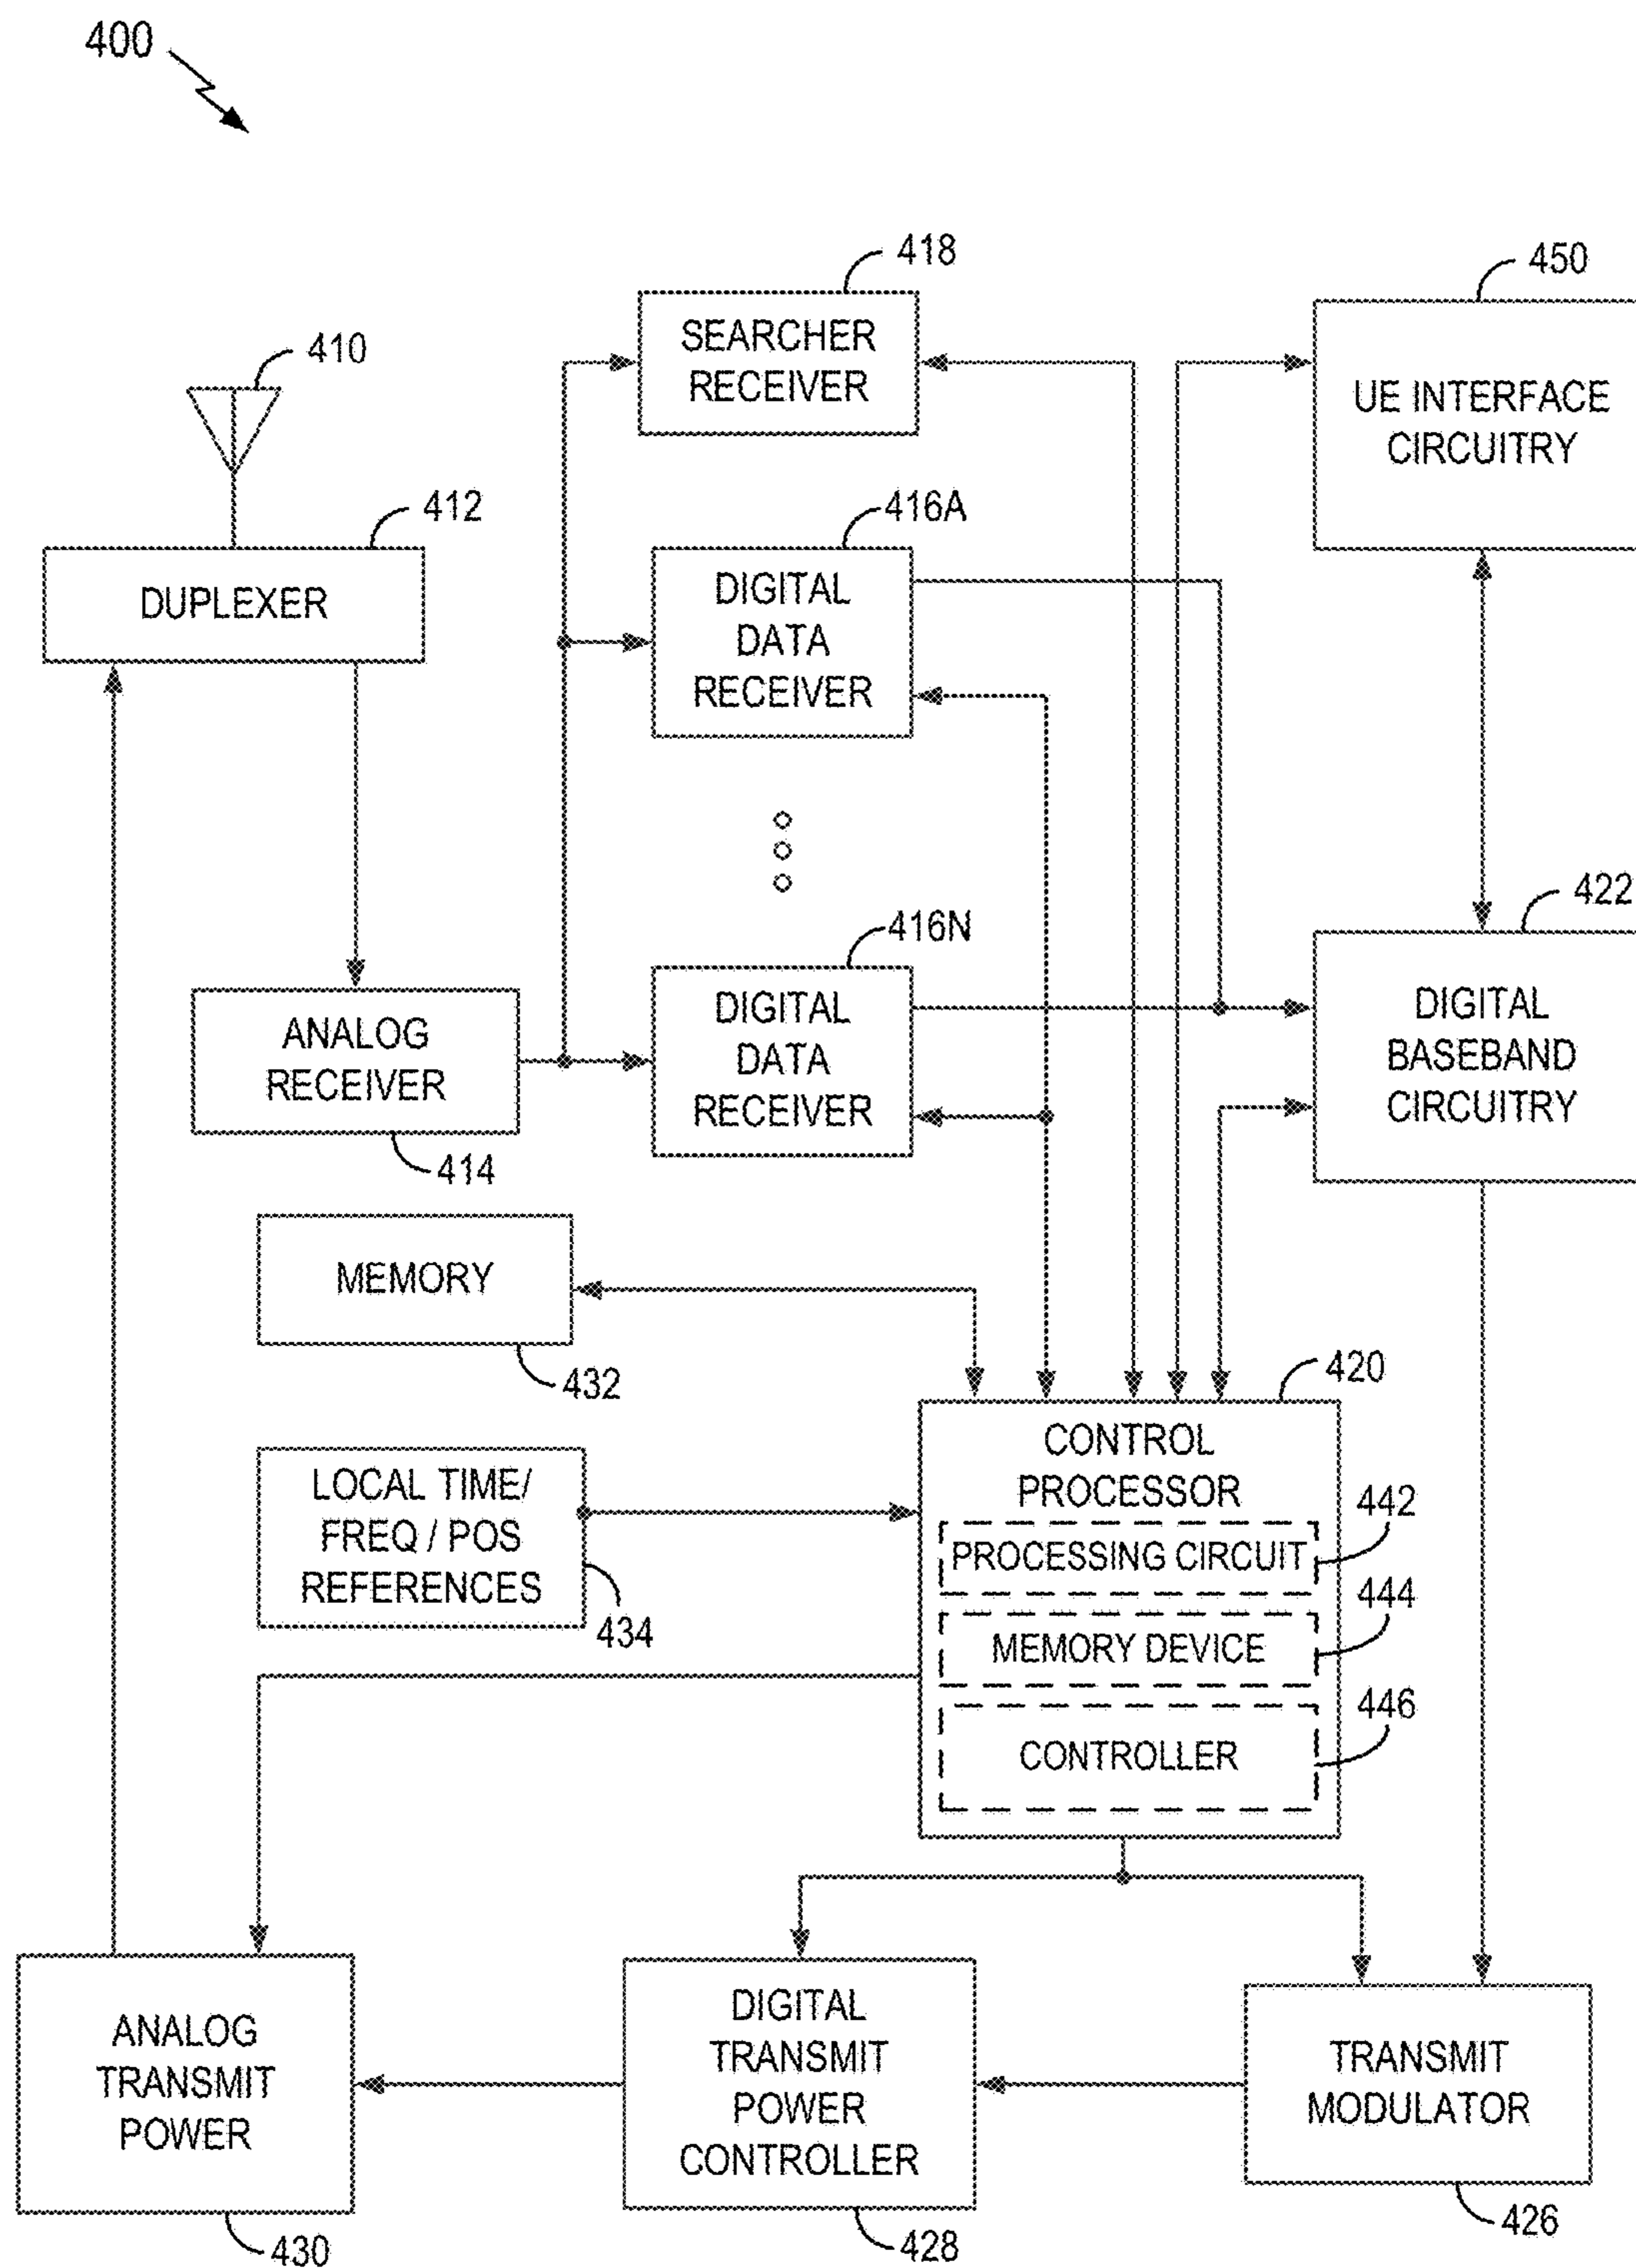 400
418
SEARCHER
RECEIVER
450
UE INTERFACE
CIRCUITRY
410
412
DUPLEXER
416A
DIGITAL
DATA
RECEIVER
416N
DIGITAL
DATA
RECEIVER
422
DIGITAL
BASEBAND
CIRCUITRY
ANALOG
RECEIVER
414
MEMORY
432
420
CONTROL
PROCESSOR
LOCAL TIME/
FREQ / POS
REFERENCES
434
442
PROCESSING CIRCUIT
444
MEMORY DEVICE
446
CONTROLLER
ANALOG
TRANSMIT
POWER
430
DIGITAL
TRANSMIT
POWER
CONTROLLER
428
TRANSMIT
MODULATOR
426